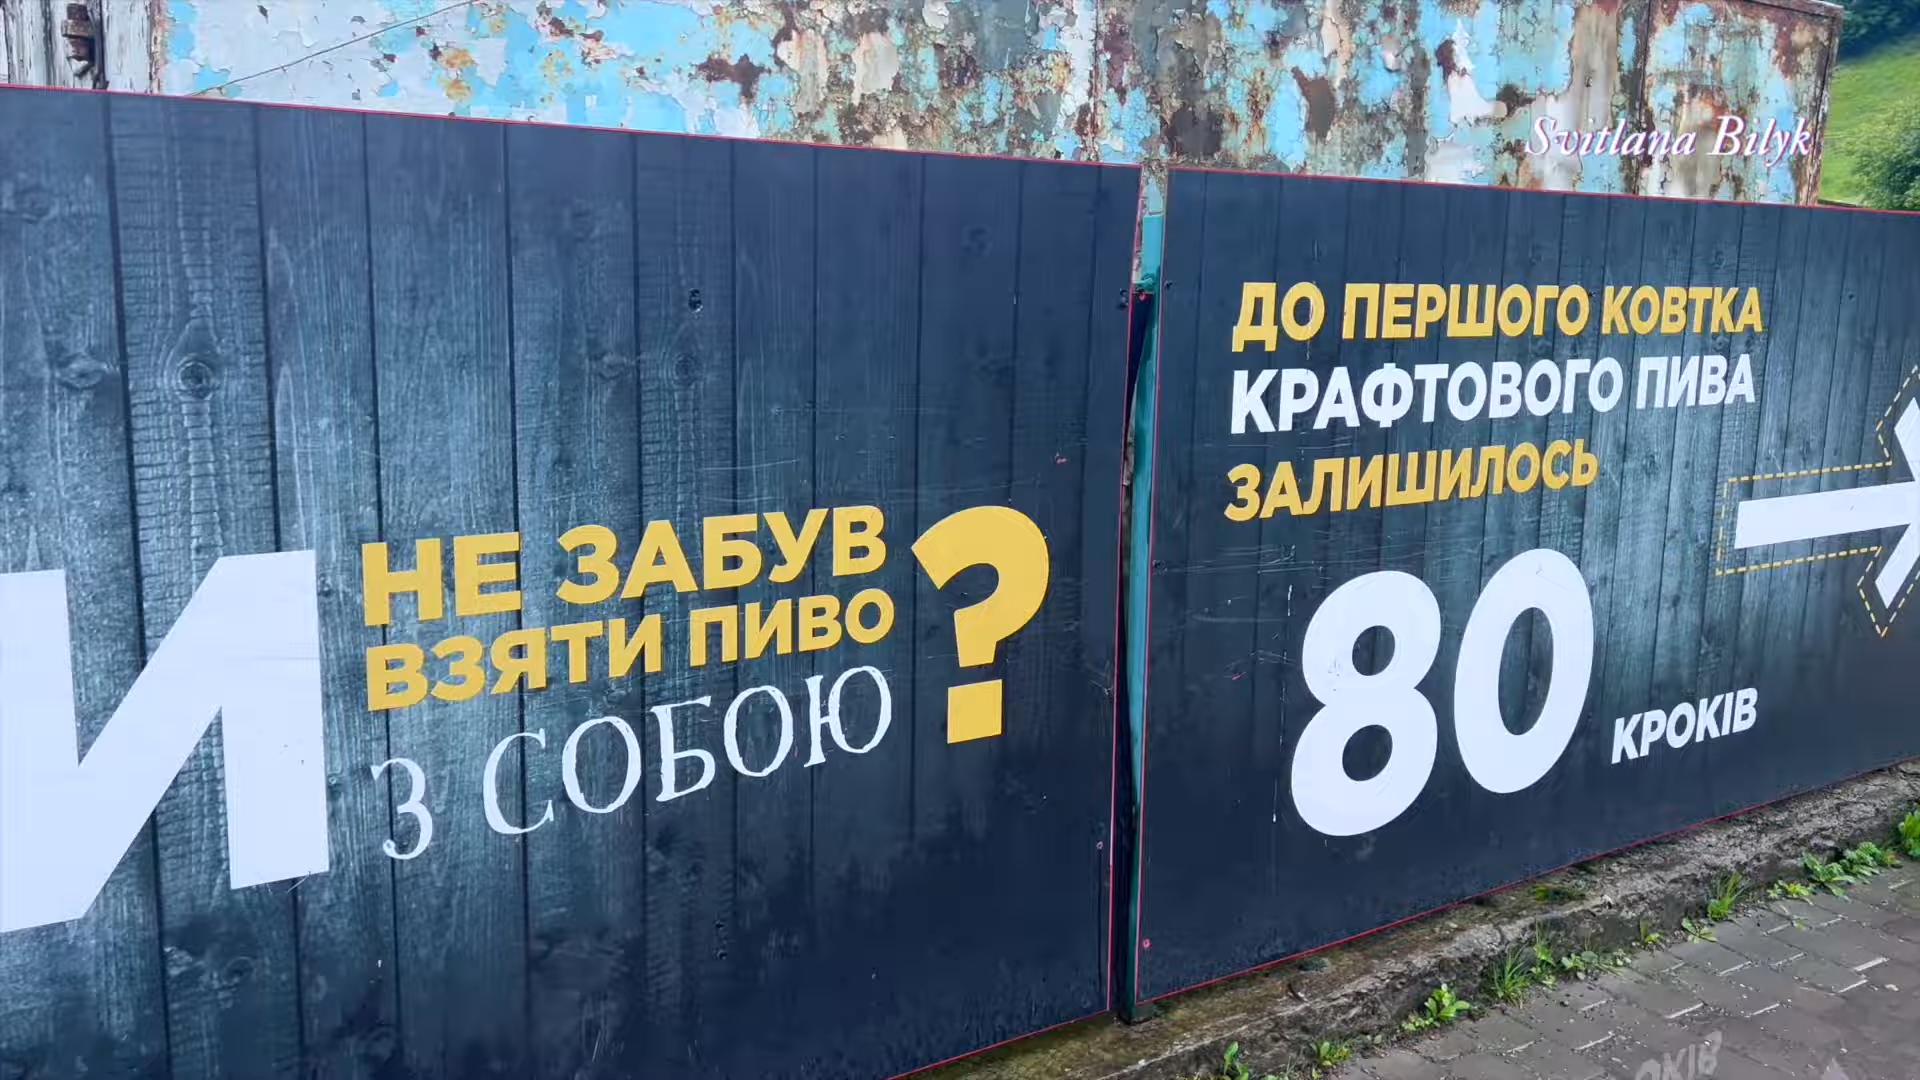 Svitlana Bilyk
И
НЕ ЗАБУВ
ВЗЯТИ ПИВО
З СОБОЮ
?
ДО ПЕРШОГО КОВТКА
КРАФТОВОГО ПИВА
ЗАЛИШИЛОСЬ
80 КРОКІВ